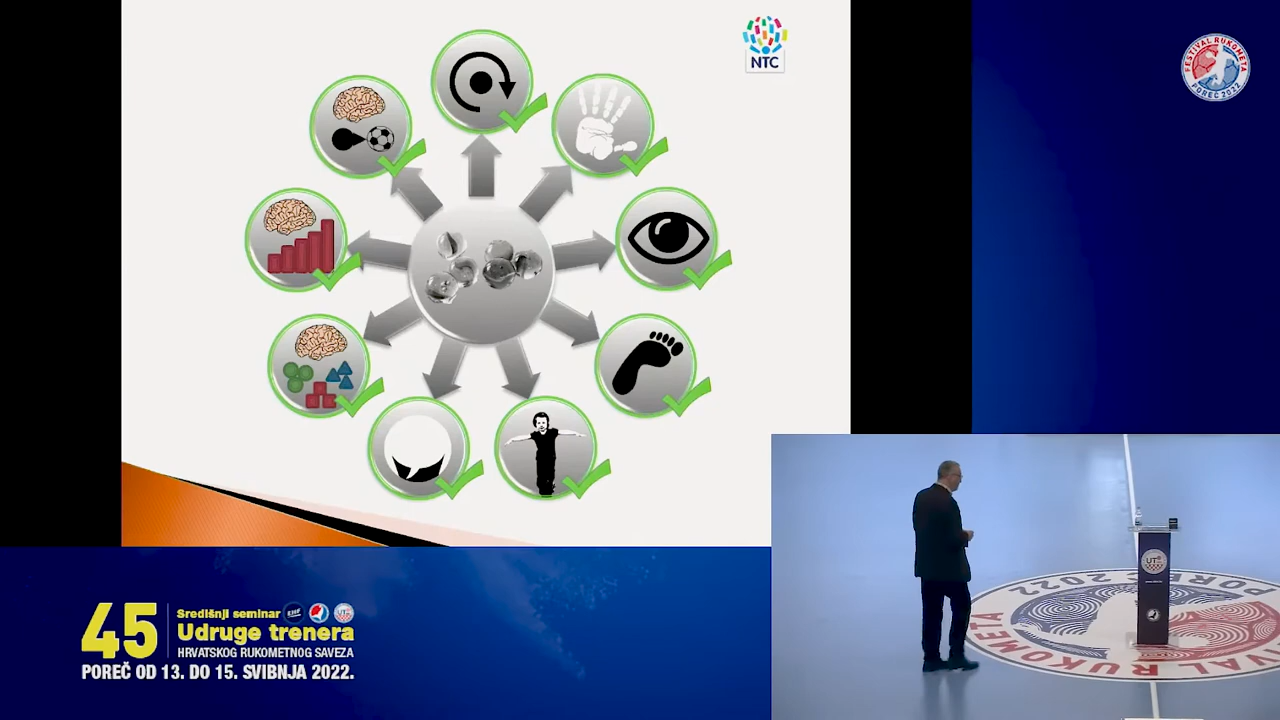 NTC
FESTIVAL RUKOMETA
POREČ 2022
45
Središnji seminar
Udruge trenera
HRVATSKOG RUKOMETNOG SAVEZA
POREČ OD 13. DO 15. SVIBNJA 2022.